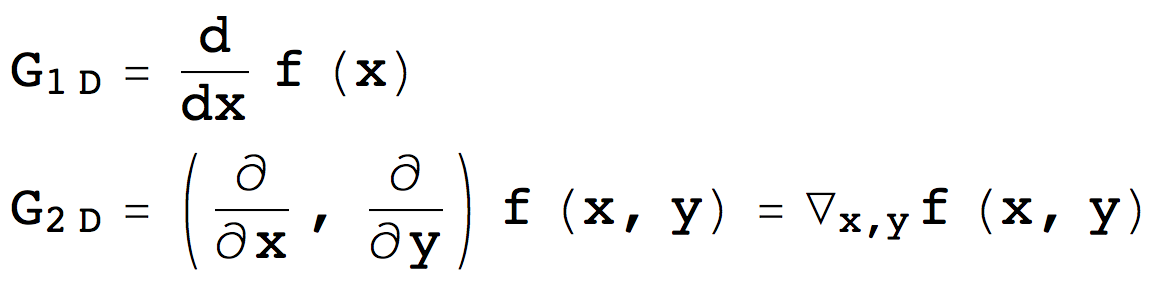 G₁ D = d/dx f (x)
G₂ D = (∂/∂x , ∂/∂y) f (x, y) = ∇x,y f (x, y)